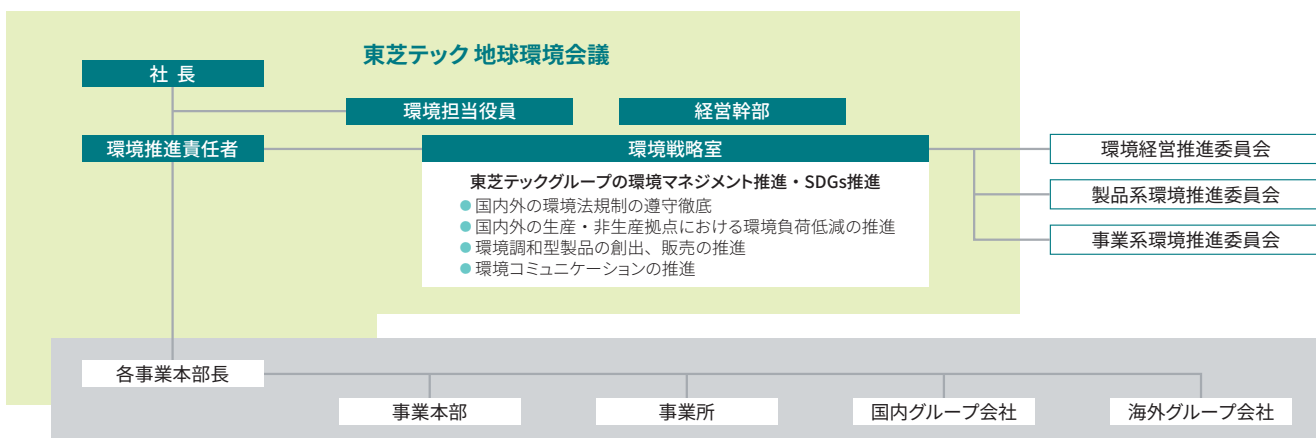 東芝テック 地球環境会議
社 長
環境担当役員
経営幹部
環境推進責任者
環境戦略室
東芝テックグループの環境マネジメント推進・SDGs推進
●国内外の環境法規制の遵守徹底
●国内外の生産・非生産拠点における環境負荷低減の推進
●環境調和型製品の創出、販売の推進
●環境コミュニケーションの推進
環境経営推進委員会
製品系環境推進委員会
事業系環境推進委員会
各事業本部長
事業本部
事業所
国内グループ会社
海外グループ会社